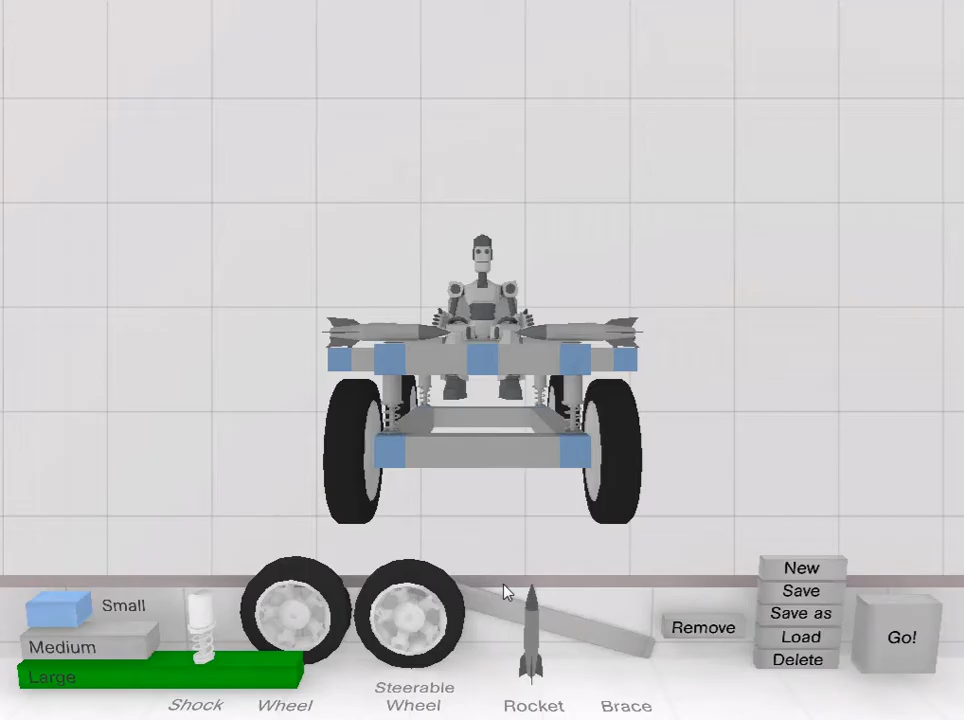 Small
Medium
Large
Shock
Wheel
Steerable
Wheel
Rocket
Brace
Remove
New
Save
Save as
Load
Delete
Go!